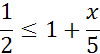 1/2 ≤ 1 + x/5